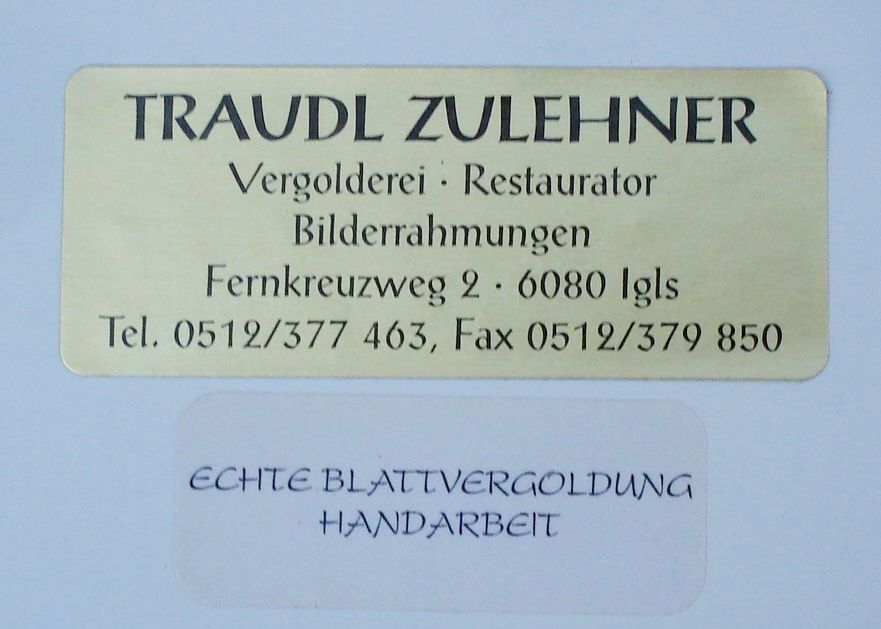 TRAUDL ZULEHNER
Vergolderei · Restaurator
Bilderrahmungen
Fernkreuzweg 2 · 6080 Igls
Tel. 0512/377 463, Fax 0512/379 850
ECHTE BLATTVERGOLDUNG
HANDARBEIT